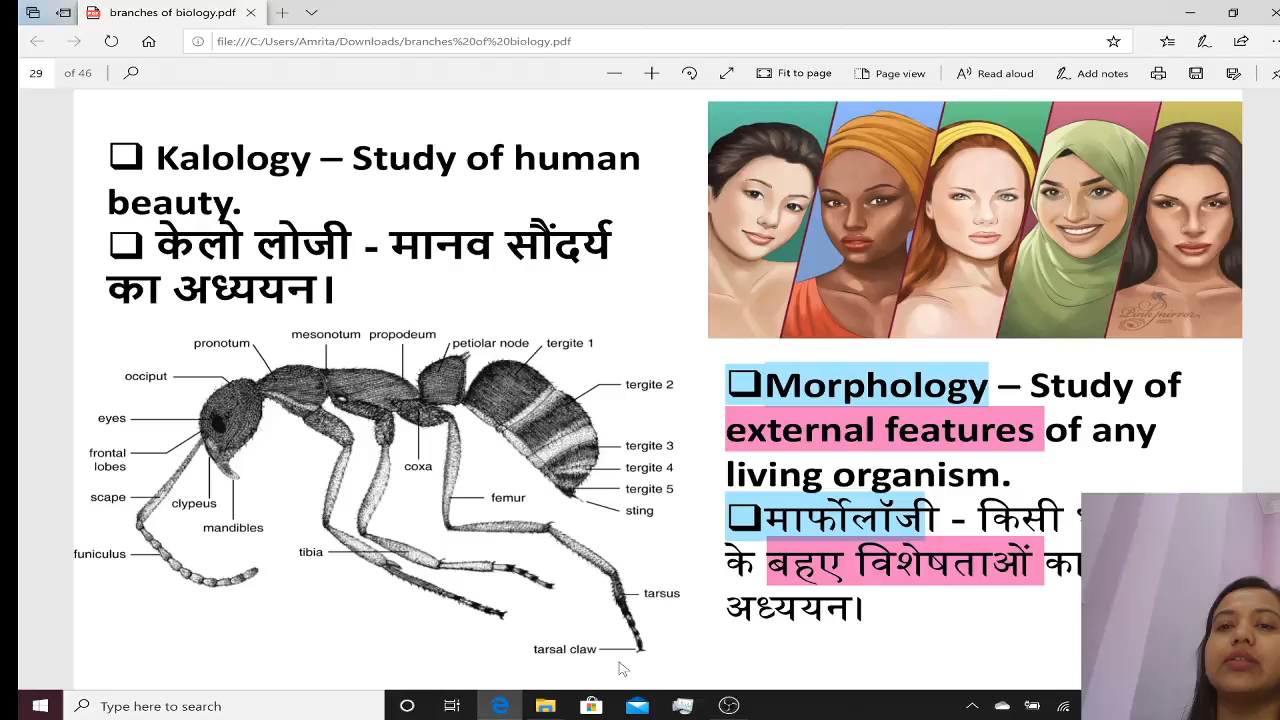 branches of biology.pdf
file:///C:/Users/Amrita/Downloads/branches%20of%20biology.pdf
29 of 46
Fit to page
Page view
Read aloud
Add notes
Kalology – Study of human
beauty.
केलो लोजी - मानव सौंदर्य
का अध्ययन।
mesonotum
propodeum
pronotum
petiolar node
tergite 1
occiput
tergite 2
eyes
frontal
lobes
tergite 3
tergite 4
coxa
tergite 5
scape
clypeus
femur
sting
mandibles
funiculus
tibia
tarsus
tarsal claw
Pink mirror
.com
Morphology – Study of
external features of any
living organism.
मार्फोलॉजी - किसी
के बहए विशेषताओं का
अध्ययन।
Type here to search